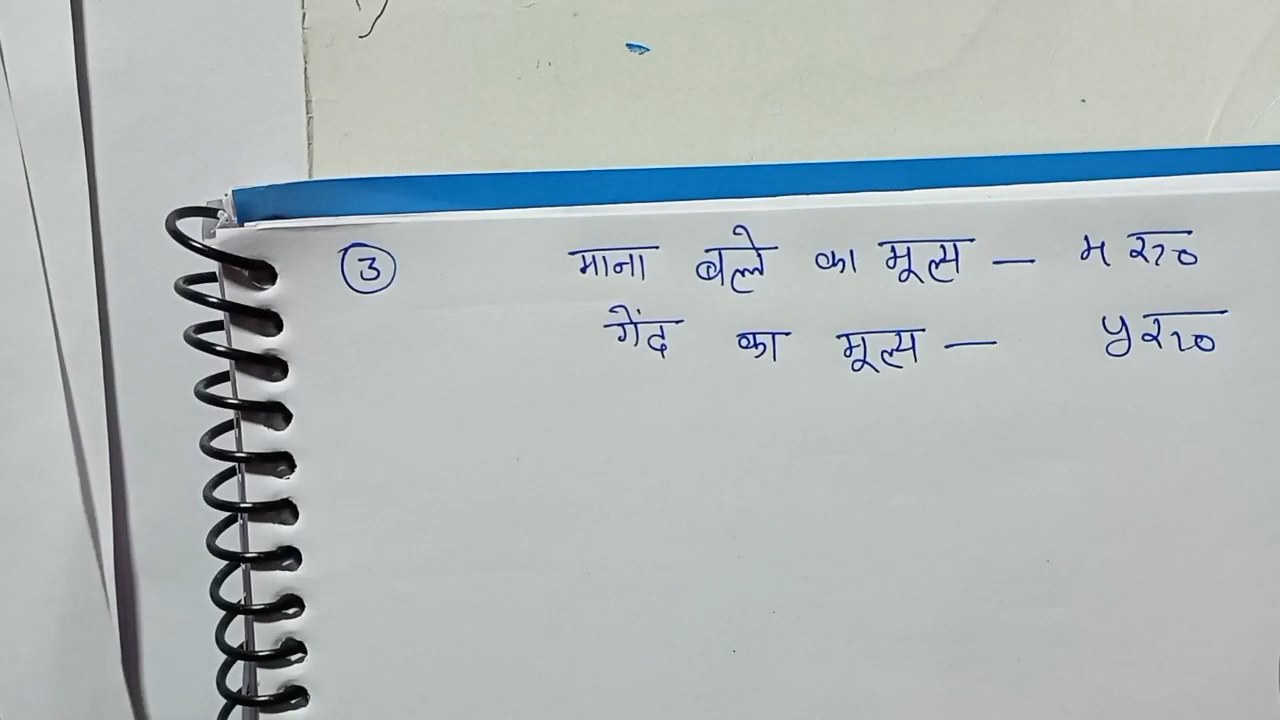 ③ माना बल्ले का मूल्य — x रु०
गेंद का मूल्य — y रु०